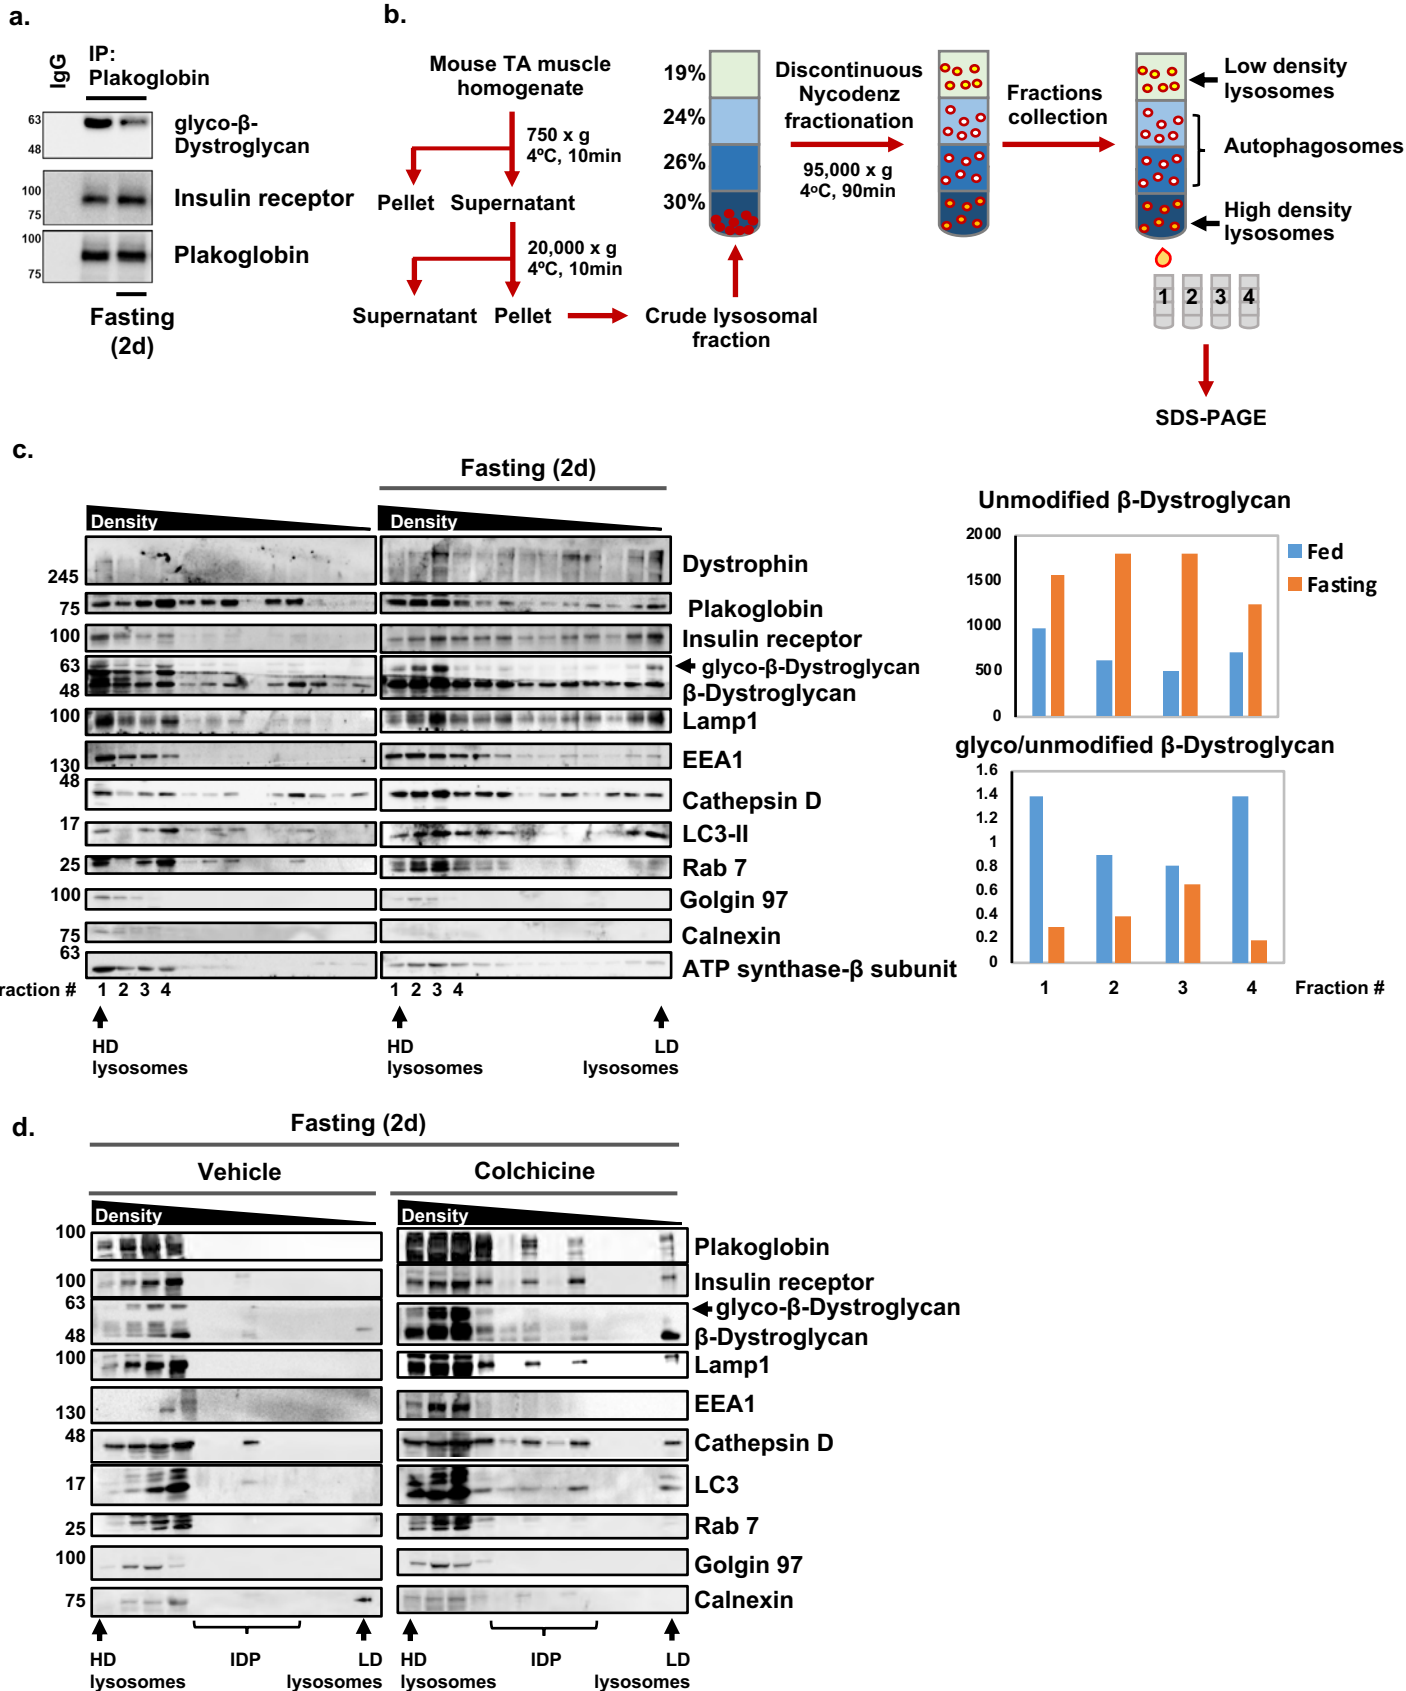 a.
IgG
IP:
Plakoglobin
63
48
glyco-β-
Dystroglycan
100
75
Insulin receptor
100
75
Plakoglobin
Fasting
(2d)
b.
Mouse TA muscle
homogenate
750 x g
4ºC, 10min
Pellet
Supernatant
20,000 x g
4ºC, 10min
Supernatant
Pellet
Crude lysosomal
fraction
19%
24%
26%
30%
Discontinuous
Nycodenz
fractionation
95,000 x g
4ºC, 90min
Fractions
collection
Low density
lysosomes
Autophagosomes
High density
lysosomes
1 2 3 4
SDS-PAGE
c.
Fasting (2d)
Density
Density
245
Dystrophin
75
Plakoglobin
100
Insulin receptor
63
glyco-β-Dystroglycan
48
β-Dystroglycan
100
Lamp1
130
EEA1
48
Cathepsin D
17
LC3-II
25
Rab 7
100
Golgin 97
75
Calnexin
63
ATP synthase-β subunit
raction #
1 2 3 4
1 2 3 4
HD
lysosomes
HD
lysosomes
LD
lysosomes
Unmodified β-Dystroglycan
2000
1500
1000
500
0
Fed
Fasting
glyco/unmodified β-Dystroglycan
1.6
1.4
1.2
1
0.8
0.6
0.4
0.2
0
1 2 3 4
Fraction #
d.
Fasting (2d)
Vehicle
Colchicine
Density
Density
100
Plakoglobin
100
Insulin receptor
63
glyco-β-Dystroglycan
48
β-Dystroglycan
100
Lamp1
130
EEA1
48
Cathepsin D
17
LC3
25
Rab 7
100
Golgin 97
75
Calnexin
HD
lysosomes
IDP
LD
lysosomes
HD
lysosomes
IDP
LD
lysosomes